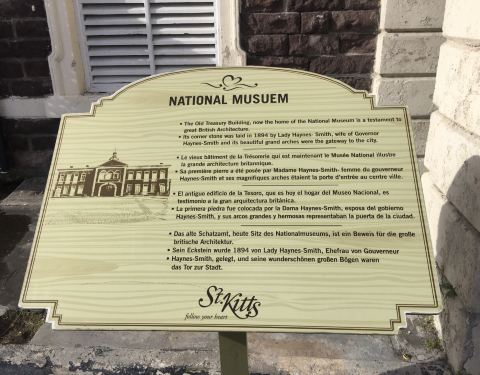 NATIONAL MUSUEM
• The Old Treasury Building, now the home of the National Museum is a testament to
great British Architecture.
• Its corner stone was laid in 1894 by Lady Haynes- Smith, wife of Governor
Haynes-Smith and its beautiful grand arches were the gateway to the city.
• Le vieux bâtiment de la Trésorerie qui est maintenant le Musée National illustre
la grande architecture britannique.
• Sa première pierre a été posée par Madame Haynes-Smith- femme du gouverneur
Haynes-Smith et ses magnifiques arches étaient la porte d'entrée au centre ville.
• El antiguo edificio de la Tesoro, que es hoy el hogar del Museo Nacional, es
testimonio a la gran arquitectura británica.
• La primera piedra fue colocada por la Dama Haynes-Smith, esposa del gobierno
Haynes-Smith, y sus arcos grandes y hermosas representaban la puerta de la ciudad.
• Das alte Schatzamt, heute Sitz des Nationalmuseums, ist ein Beweis für die große
britische Architektur.
• Sein Eckstein wurde 1894 von Lady Haynes-Smith, Ehefrau von Gouverneur
• Haynes-Smith, gelegt, und seine wunderschönen großen Bögen waren
das Tor zur Stadt.
St. Kitts
follow your heart